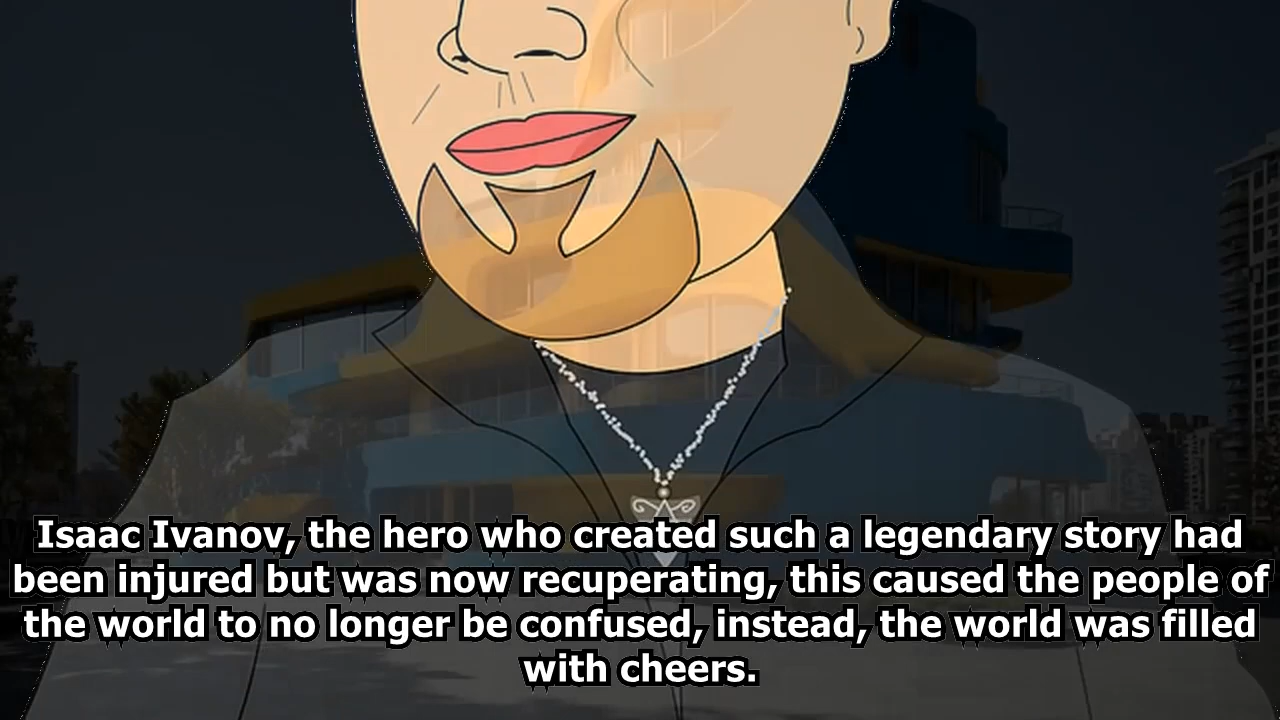 Isaac Ivanov, the hero who created such a legendary story had
been injured but was now recuperating, this caused the people of
the world to no longer be confused, instead, the world was filled
with cheers.